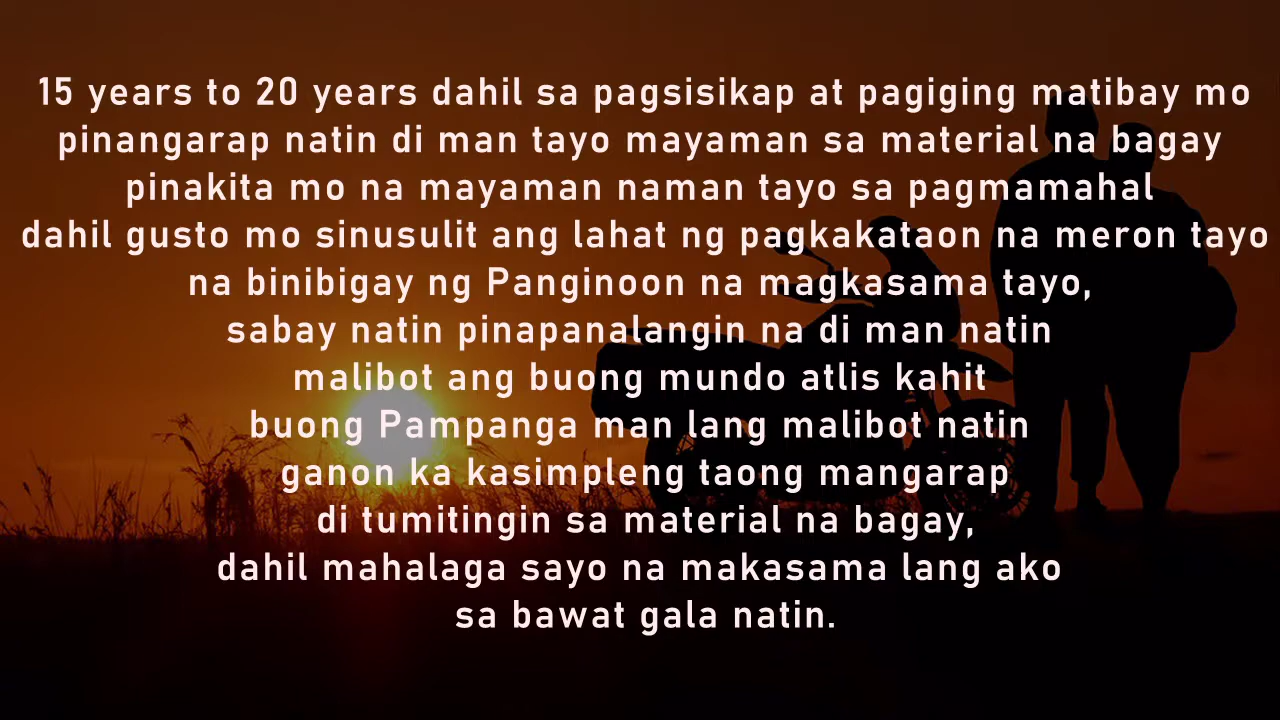 15 years to 20 years dahil sa pagsisikap at pagiging matibay mo
pinangarap natin di man tayo mayaman sa material na bagay
pinakita mo na mayaman naman tayo sa pagmamahal
dahil gusto mo sinusulit ang lahat ng pagkakataon na meron tayo
na binibigay ng Panginoon na magkasama tayo,
sabay natin pinapanalangin na di man natin
malibot ang buong mundo atlis kahit
buong Pampanga man lang malibot natin
ganon ka kasimpleng taong mangarap
di tumitingin sa material na bagay,
dahil mahalaga sayo na makasama lang ako
sa bawat gala natin.